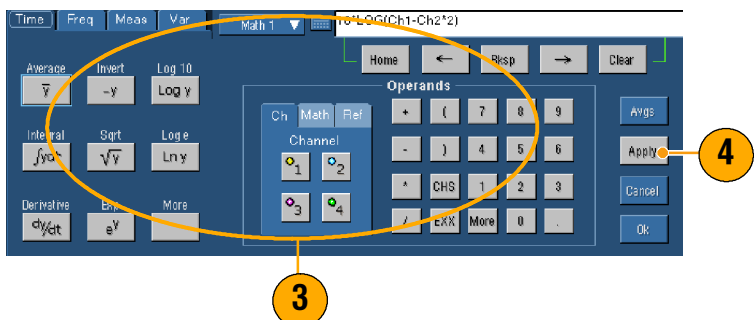 Time Freq Meas Var Math 1 10*LOG(Ch1-Ch2*2)
Home ← Bksp → Clear
Average Invert Log 10
y̅ -y Log y
Operands
Ch Math Ref + ( 7 8 9 Avgs
Integral Sqrt Log e
∫ydt √y Ln y
Channel
1 2
- ) 4 5 6 Apply 4
* CHS 1 2 3 Cancel
Derivative Exp More
dy/dt e^y
3 4
/ EXX More 0 . Ok
3